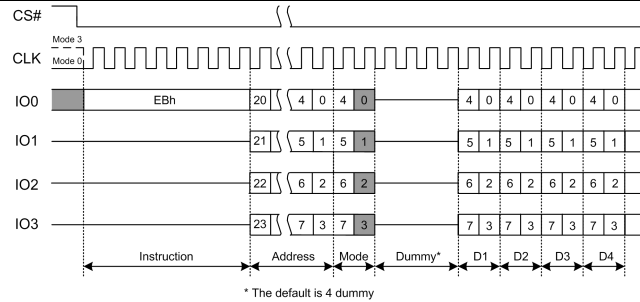 CS#
Mode 3
CLK
Mode 0
IO0 EBh 20 4 0 4 0 4 0 4 0 4 0 4 0
IO1 21 5 1 5 1 5 1 5 1 5 1 5 1
IO2 22 6 2 6 2 6 2 6 2 6 2 6 2
IO3 23 7 3 7 3 7 3 7 3 7 3 7 3
Instruction Address Mode Dummy* D1 D2 D3 D4
* The default is 4 dummy